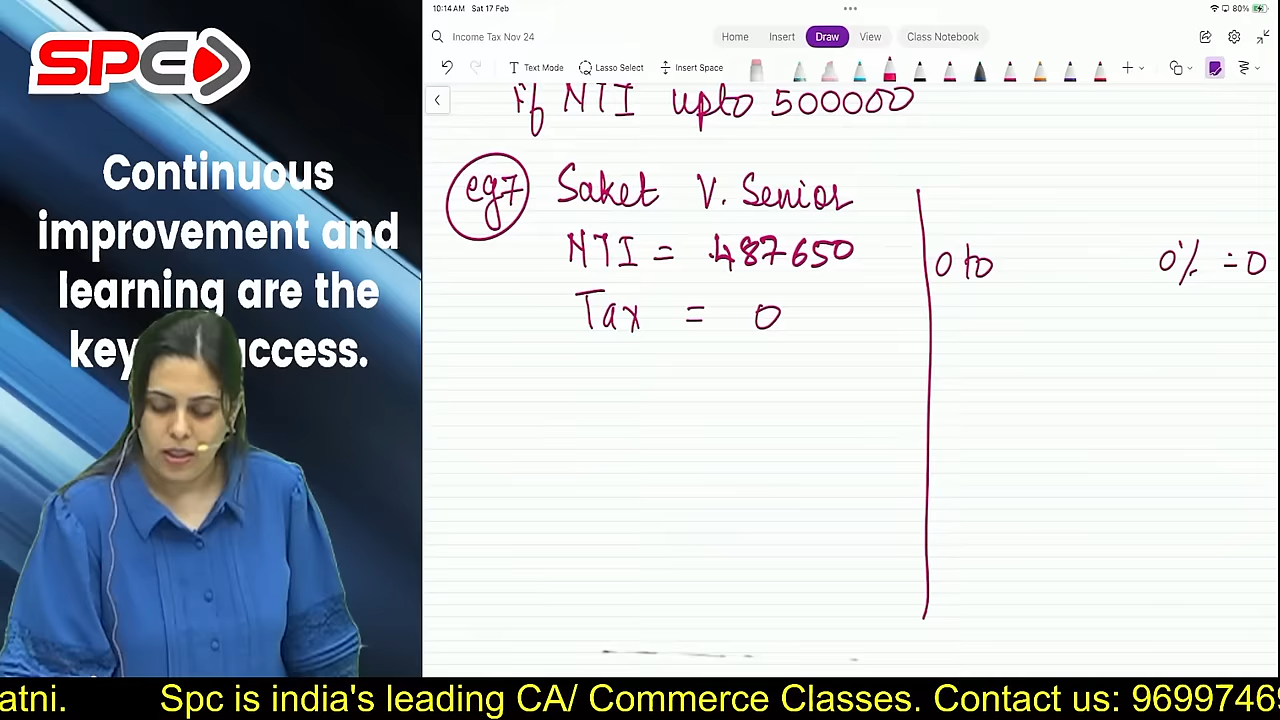 10:14 AM Sat 17 Feb
80%
Income Tax Nov 24
Home Insert Draw View Class Notebook
Text Mode Lasso Select Insert Space
SPC
Continuous
improvement and
learning are the
key ccess.
if NTI upto 500000
eg7 Saket V. Senior
NTI = 487650
Tax = 0
0 to 0% = 0
atni. Spc is india's leading CA/ Commerce Classes. Contact us: 96997469